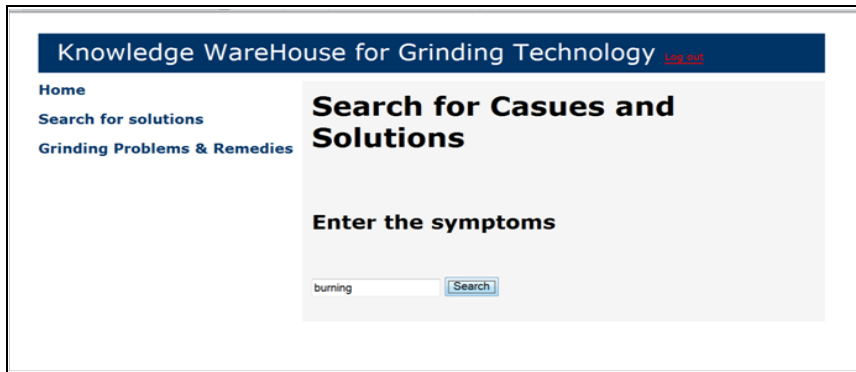 Knowledge WareHouse for Grinding Technology Log out
Home
Search for solutions
Grinding Problems & Remedies
Search for Casues and
Solutions
Enter the symptoms
burning Search